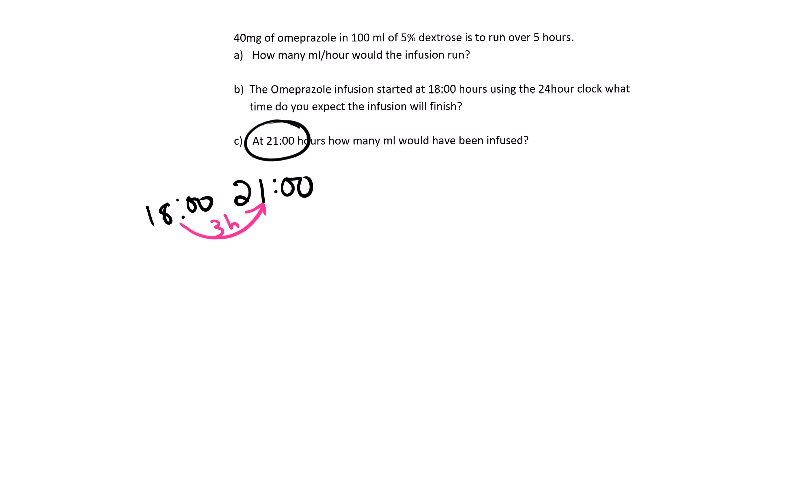 40mg of omeprazole in 100 ml of 5% dextrose is to run over 5 hours.
a) How many ml/hour would the infusion run?
b) The Omeprazole infusion started at 18:00 hours using the 24hour clock what
time do you expect the infusion will finish?
c) At 21:00 hours how many ml would have been infused?
18:00 21:00
3h